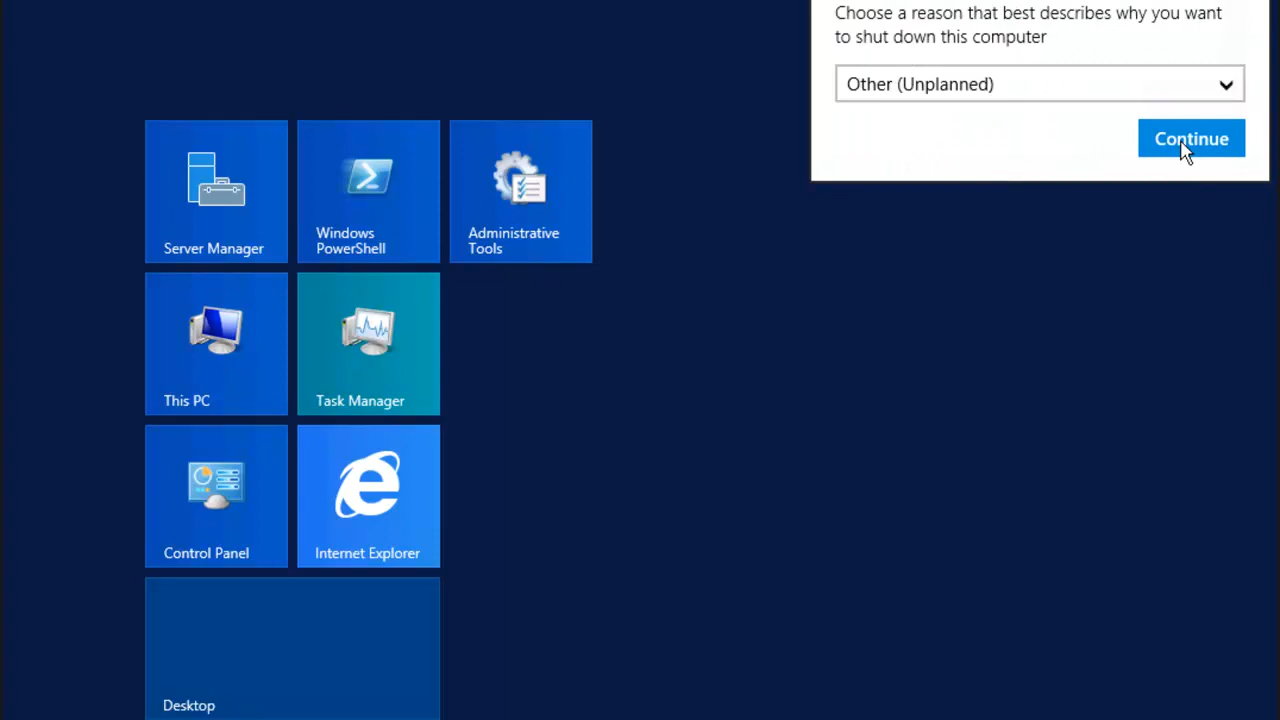 Choose a reason that best describes why you want
to shut down this computer
Other (Unplanned)
Continue
Server Manager
Windows
PowerShell
Administrative
Tools
This PC
Task Manager
Control Panel
Internet Explorer
Desktop